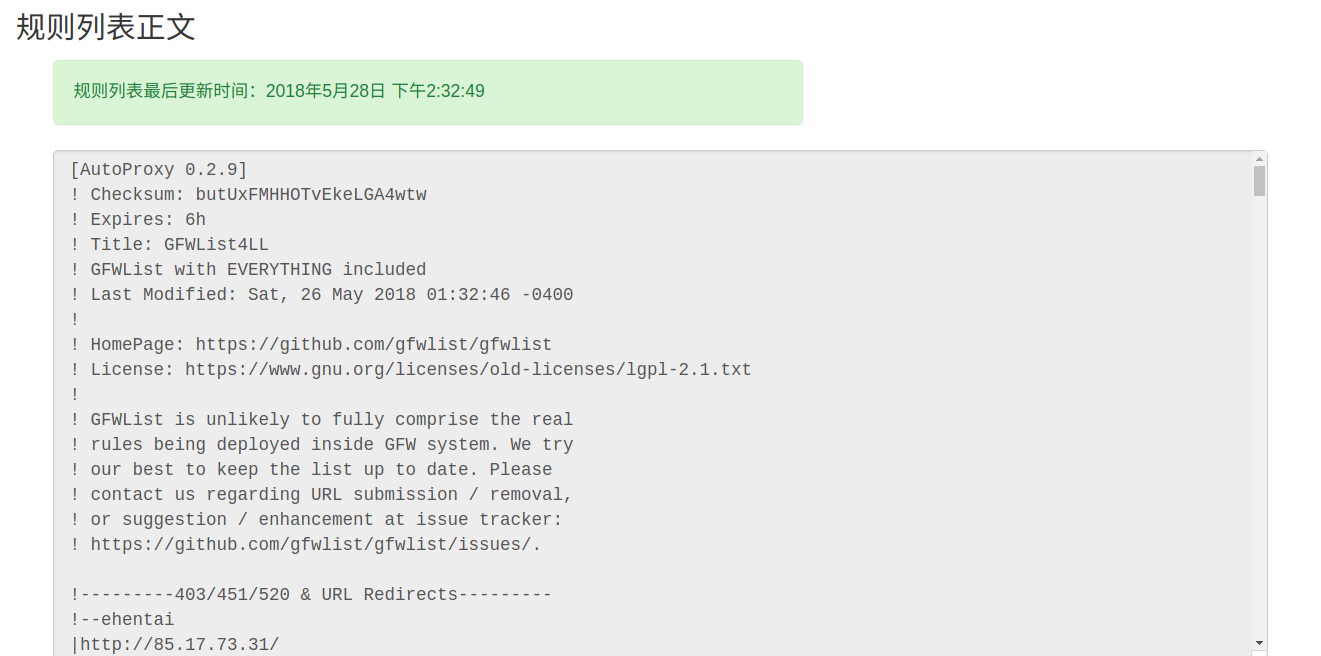 规则列表正文
规则列表最后更新时间：2018年5月28日 下午2:32:49
[AutoProxy 0.2.9]
! Checksum: butUxFMHHOTvEkeLGA4wtw
! Expires: 6h
! Title: GFWList4LL
! GFWList with EVERYTHING included
! Last Modified: Sat, 26 May 2018 01:32:46 -0400
!
! HomePage: https://github.com/gfwlist/gfwlist
! License: https://www.gnu.org/licenses/old-licenses/lgpl-2.1.txt
!
! GFWList is unlikely to fully comprise the real
! rules being deployed inside GFW system. We try
! our best to keep the list up to date. Please
! contact us regarding URL submission / removal,
! or suggestion / enhancement at issue tracker:
! https://github.com/gfwlist/gfwlist/issues/.
!---------403/451/520 & URL Redirects---------
!--ehentai
|http://85.17.73.31/